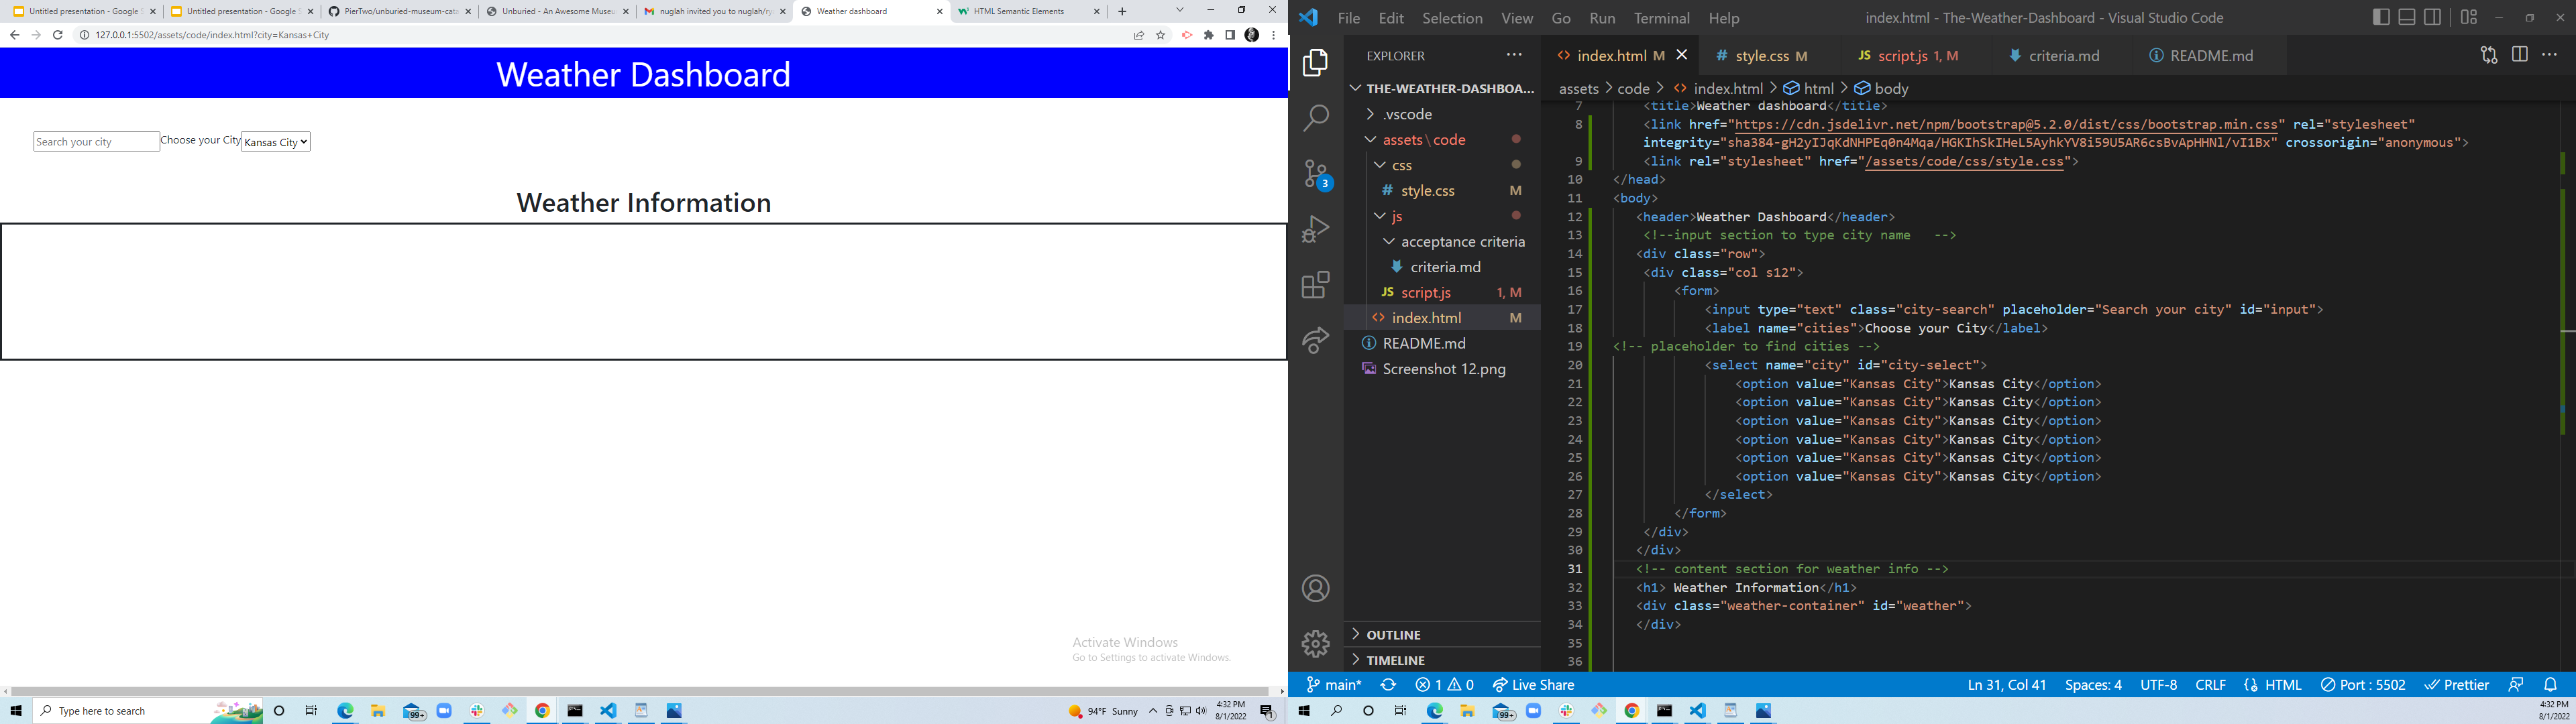 Untitled presentation - Google S
Untitled presentation - Google S
PierTwo/unburied-museum-cata
Unburied - An Awesome Museu
nuglah invited you to nuglah/ry
Weather dashboard
HTML Semantic Elements
127.0.0.1:5502/assets/code/index.html?city=Kansas+City
Weather Dashboard
Search your city Choose your City Kansas City
Weather Information
Activate Windows
Go to Settings to activate Windows.
Type here to search
99+
94°F Sunny
4:32 PM
8/1/2022
1
File Edit Selection View Go Run Terminal Help
index.html - The-Weather-Dashboard - Visual Studio Code
EXPLORER
THE-WEATHER-DASHBOA...
.vscode
assets\code
css
# style.css M
js
acceptance criteria
criteria.md
JS script.js 1, M
<> index.html M
README.md
Screenshot 12.png
OUTLINE
TIMELINE
3
<> index.html M
# style.css M
JS script.js 1, M
criteria.md
README.md
assets > code > <> index.html > html > body
7 <title>Weather dashboard</title>
8 <link href="https://cdn.jsdelivr.net/npm/bootstrap@5.2.0/dist/css/bootstrap.min.css" rel="stylesheet"
integrity="sha384-gH2yIJqKdNHPEq0n4Mqa/HGKIhSkIHeL5AyhkYV8i59U5AR6csBvApHHNl/vI1Bx" crossorigin="anonymous">
9 <link rel="stylesheet" href="/assets/code/css/style.css">
10 </head>
11 <body>
12 <header>Weather Dashboard</header>
13 <!--input section to type city name -->
14 <div class="row">
15 <div class="col s12">
16 <form>
17 <input type="text" class="city-search" placeholder="Search your city" id="input">
18 <label name="cities">Choose your City</label>
19 <!-- placeholder to find cities -->
20 <select name="city" id="city-select">
21 <option value="Kansas City">Kansas City</option>
22 <option value="Kansas City">Kansas City</option>
23 <option value="Kansas City">Kansas City</option>
24 <option value="Kansas City">Kansas City</option>
25 <option value="Kansas City">Kansas City</option>
26 <option value="Kansas City">Kansas City</option>
27 </select>
28 </form>
29 </div>
30 </div>
31 <!-- content section for weather info -->
32 <h1> Weather Information</h1>
33 <div class="weather-container" id="weather">
34 </div>
35
36
main* 1 0 Live Share
Ln 31, Col 41 Spaces: 4 UTF-8 CRLF HTML Port : 5502 Prettier
99+
4:32 PM
8/1/2022